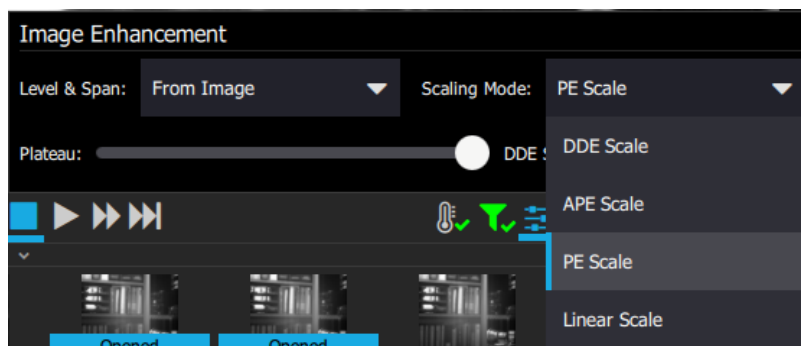 Image Enhancement
Level & Span: From Image Scaling Mode: PE Scale
DDE Scale
Plateau: DDE
APE Scale
PE Scale
Linear Scale
Opened Opened